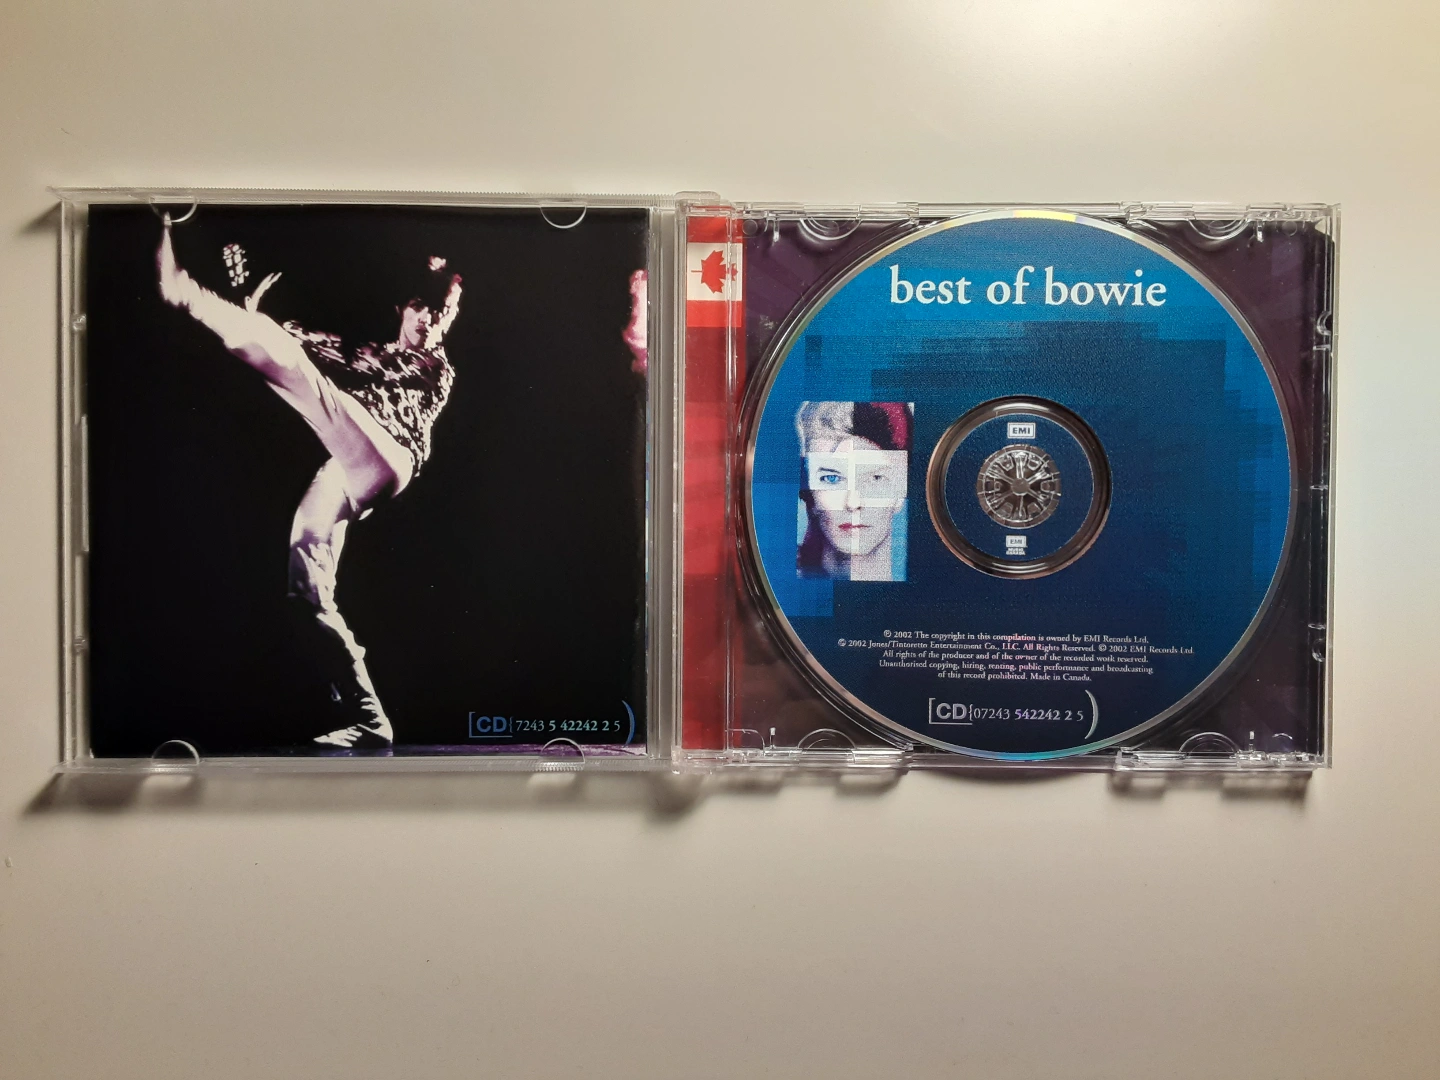 [CD{7243 5 42242 2 5)
best of bowie
EMI
EMI
MUSIC
CANADA
℗ 2002 The copyright in this compilation is owned by EMI Records Ltd.
© 2002 Jones/Tintoretto Entertainment Co., LLC. All Rights Reserved. © 2002 EMI Records Ltd
All rights of the producer and of the owner of the recorded work reserved.
Unauthorised copying, hiring, renting, public performance and broadcasting
of this record prohibited. Made in Canada.
[CD{07243 542242 2 5)